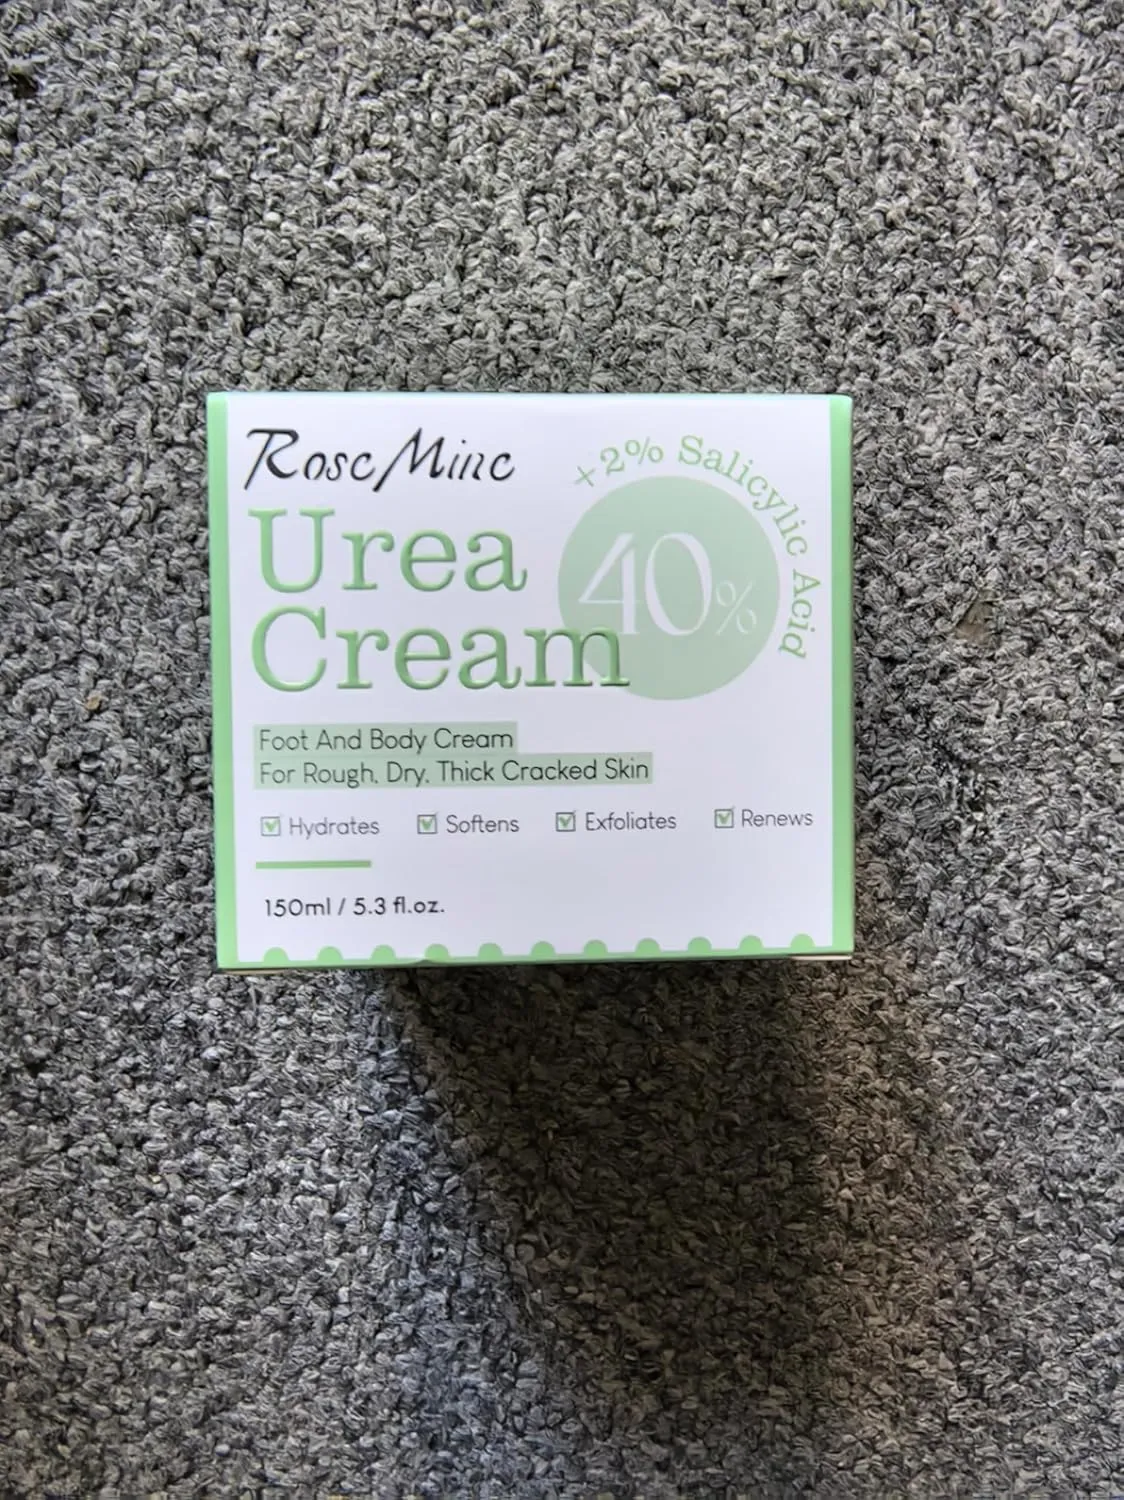 RoseMine
+2% Salicylic Acid
Urea
40%
Cream
Foot And Body Cream
For Rough, Dry, Thick Cracked Skin
Hydrates Softens Exfoliates Renews
150ml / 5.3 fl.oz.